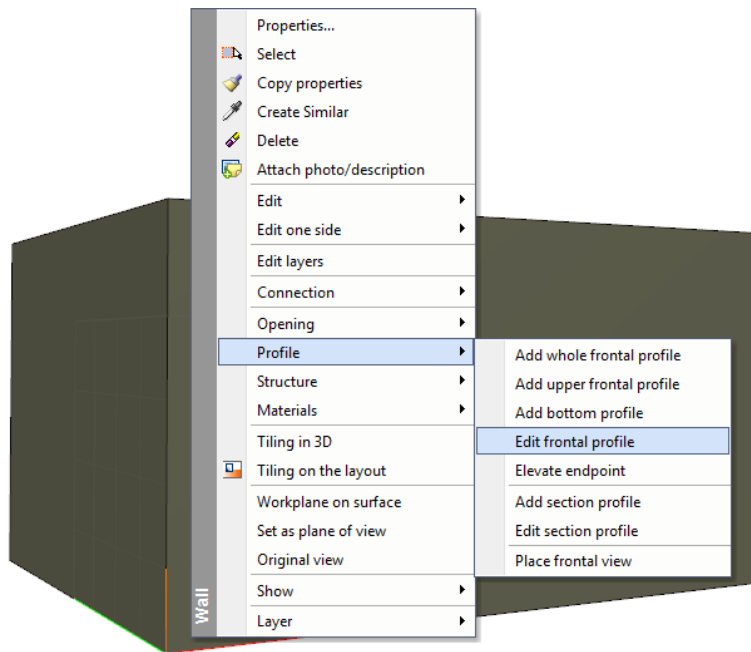 Properties...
Select
Copy properties
Create Similar
Delete
Attach photo/description
Edit
Edit one side
Edit layers
Connection
Opening
Profile
Structure
Materials
Tiling in 3D
Tiling on the layout
Workplane on surface
Set as plane of view
Original view
Show
Layer
Wall
Add whole frontal profile
Add upper frontal profile
Add bottom profile
Edit frontal profile
Elevate endpoint
Add section profile
Edit section profile
Place frontal view